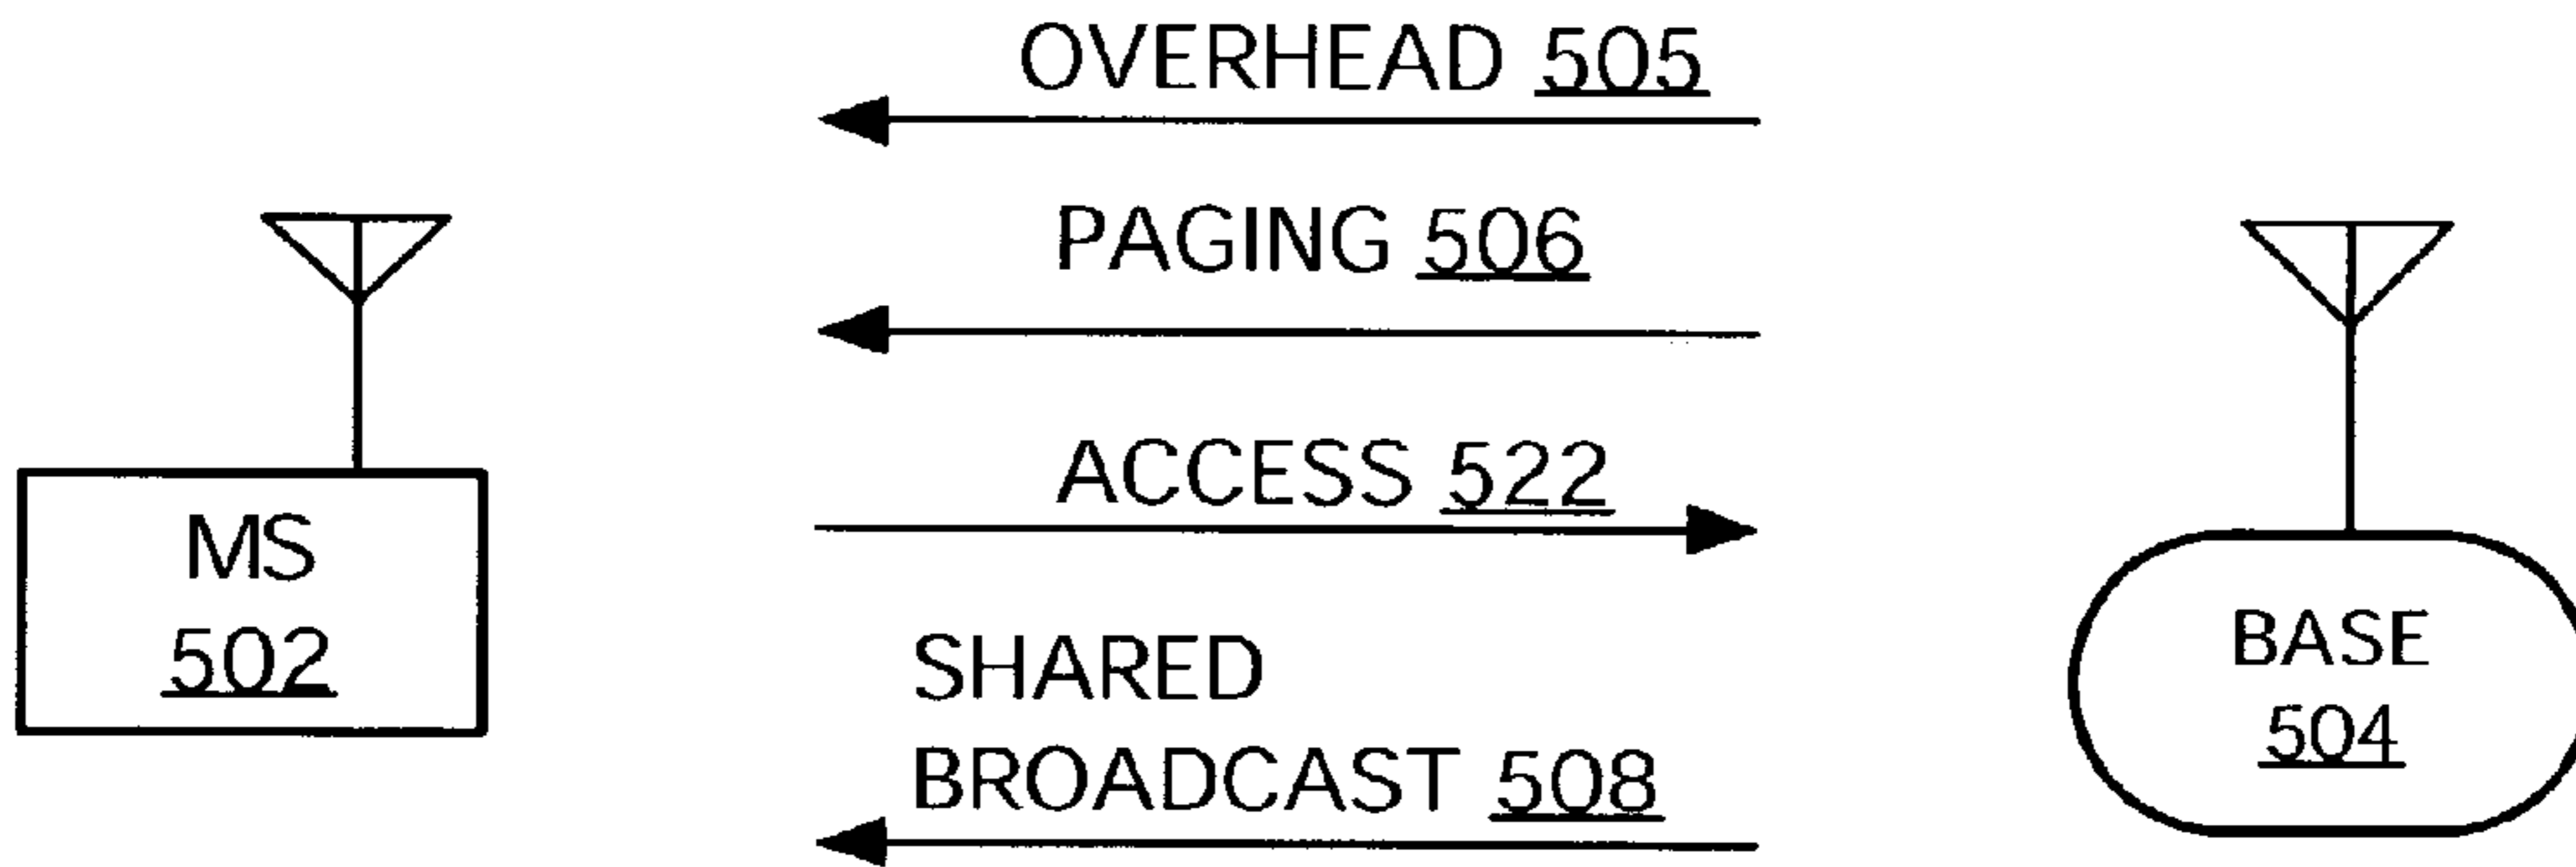 OVERHEAD 505
PAGING 506
ACCESS 522
MS
502
SHARED
BROADCAST 508
BASE
504